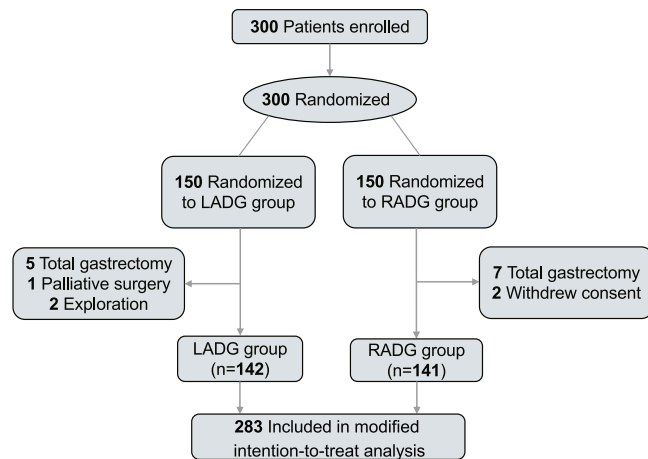 300 Patients enrolled
300 Randomized
150 Randomized
to LADG group
150 Randomized
to RADG group
5 Total gastrectomy
1 Palliative surgery
2 Exploration
7 Total gastrectomy
2 Withdrew consent
LADG group
(n=142)
RADG group
(n=141)
283 Included in modified
intention-to-treat analysis